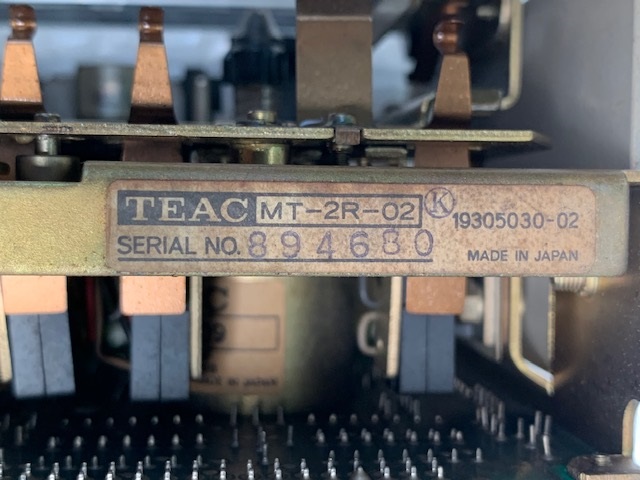 TEAC MT-2R-02 K 19305030-02
SERIAL NO. 894680
MADE IN JAPAN